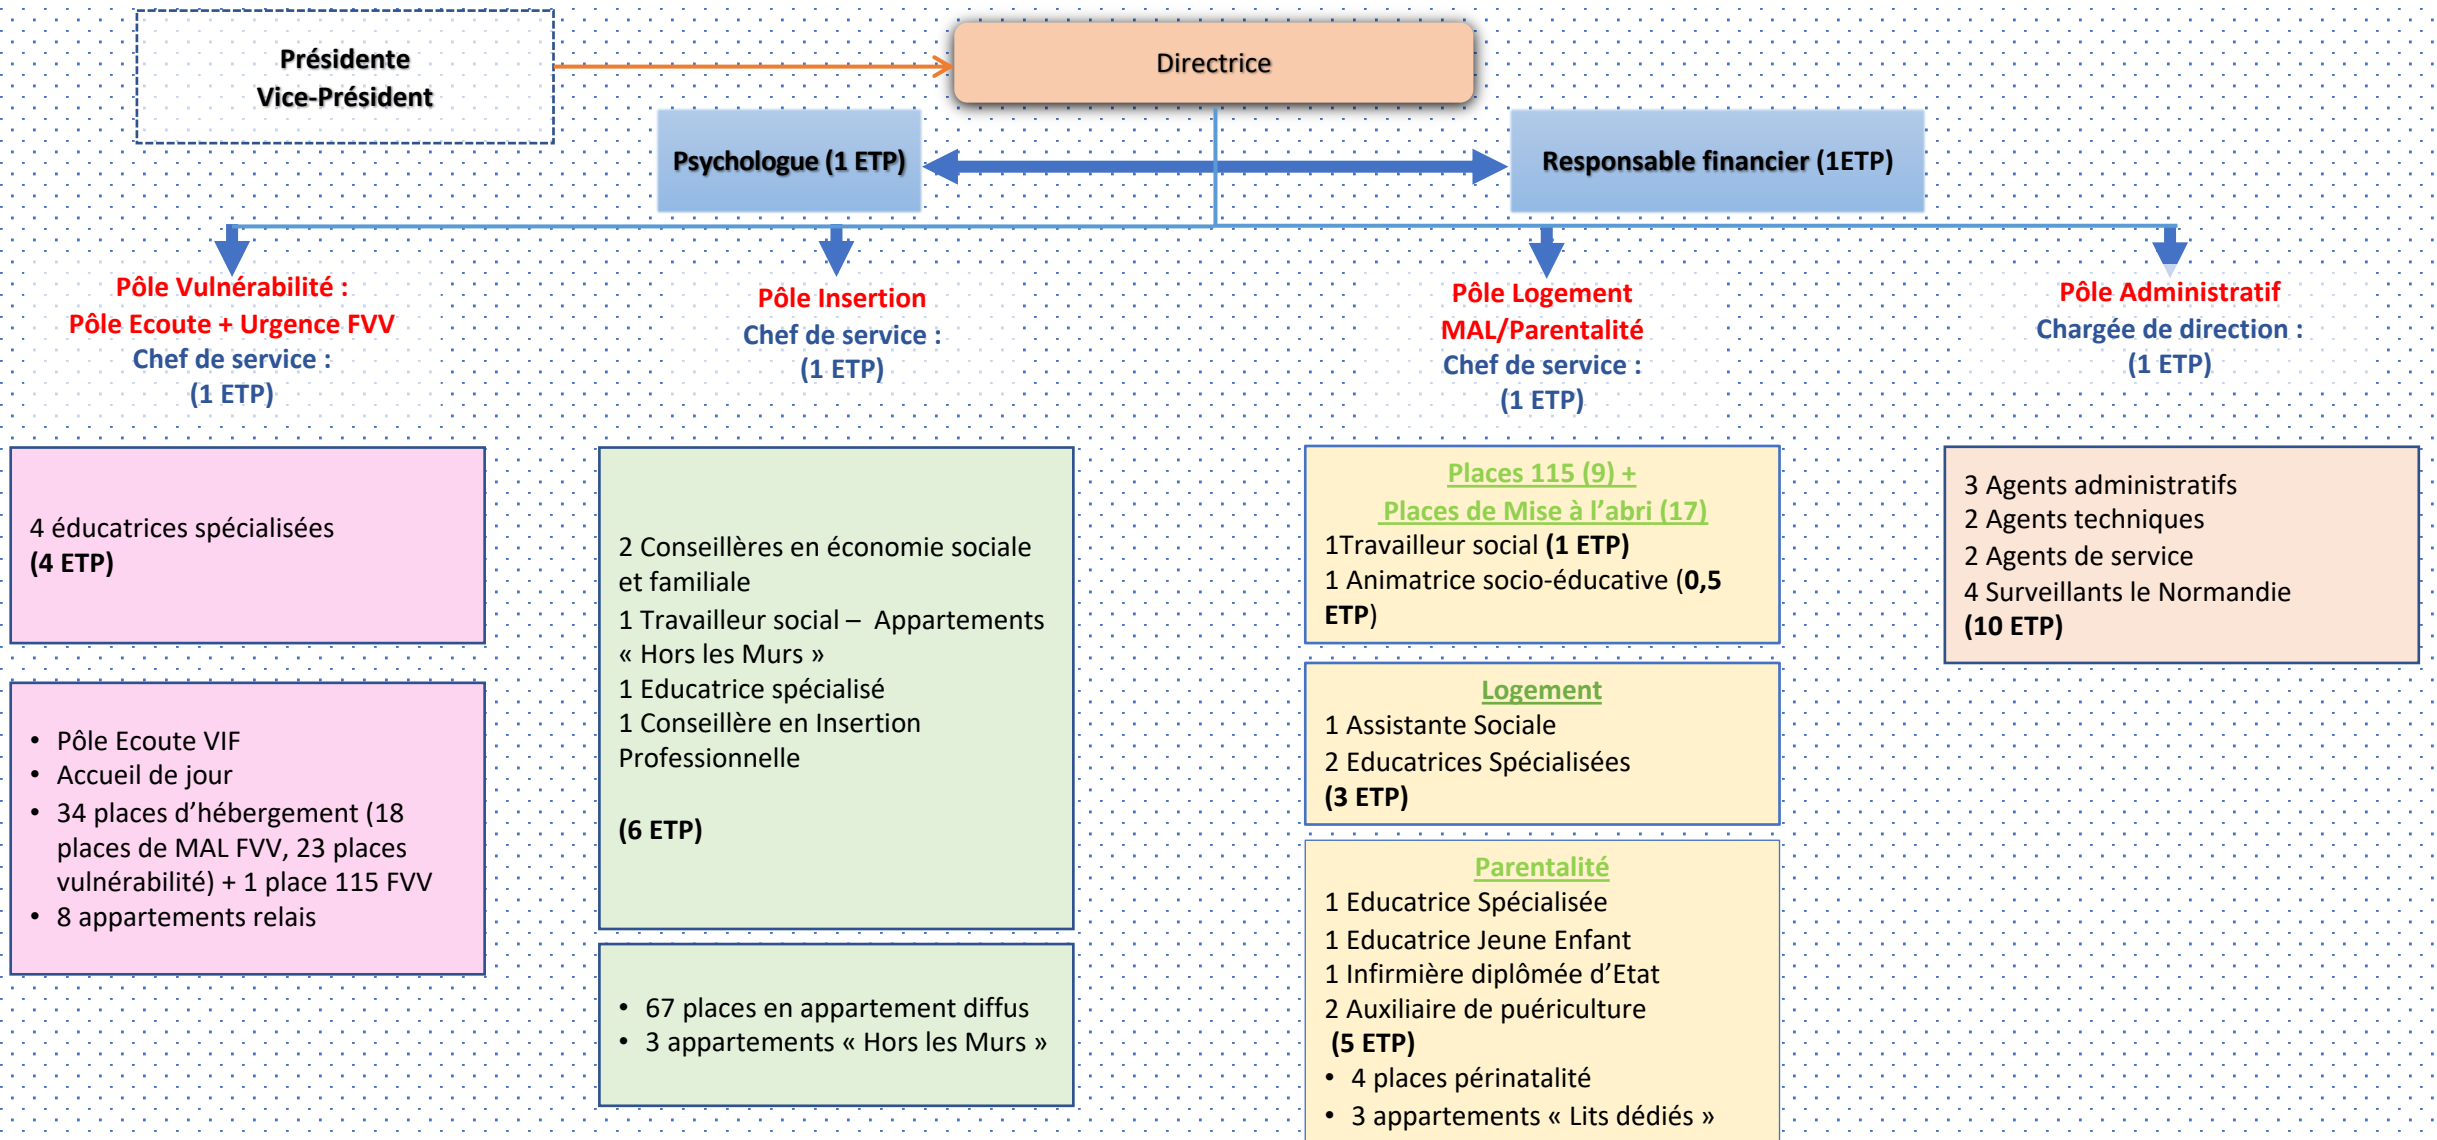 Présidente
Vice-Président
Directrice
Psychologue (1 ETP)
Responsable financier (1ETP)
Pôle Vulnérabilité :
Pôle Ecoute + Urgence FVV
Chef de service :
(1 ETP)
4 éducatrices spécialisées
(4 ETP)
• Pôle Ecoute VIF
• Accueil de jour
• 34 places d’hébergement (18
places de MAL FVV, 23 places
vulnérabilité) + 1 place 115 FVV
• 8 appartements relais
Pôle Insertion
Chef de service :
(1 ETP)
2 Conseillères en économie sociale
et familiale
1 Travailleur social – Appartements
« Hors les Murs »
1 Educatrice spécialisé
1 Conseillère en Insertion
Professionnelle
(6 ETP)
• 67 places en appartement diffus
• 3 appartements « Hors les Murs »
Pôle Logement
MAL/Parentalité
Chef de service :
(1 ETP)
Places 115 (9) +
Places de Mise à l’abri (17)
1Travailleur social (1 ETP)
1 Animatrice socio-éducative (0,5
ETP)
Logement
1 Assistante Sociale
2 Educatrices Spécialisées
(3 ETP)
Parentalité
1 Educatrice Spécialisée
1 Educatrice Jeune Enfant
1 Infirmière diplômée d’Etat
2 Auxiliaire de puériculture
(5 ETP)
• 4 places périnatalité
• 3 appartements « Lits dédiés »
Pôle Administratif
Chargée de direction :
(1 ETP)
3 Agents administratifs
2 Agents techniques
2 Agents de service
4 Surveillants le Normandie
(10 ETP)